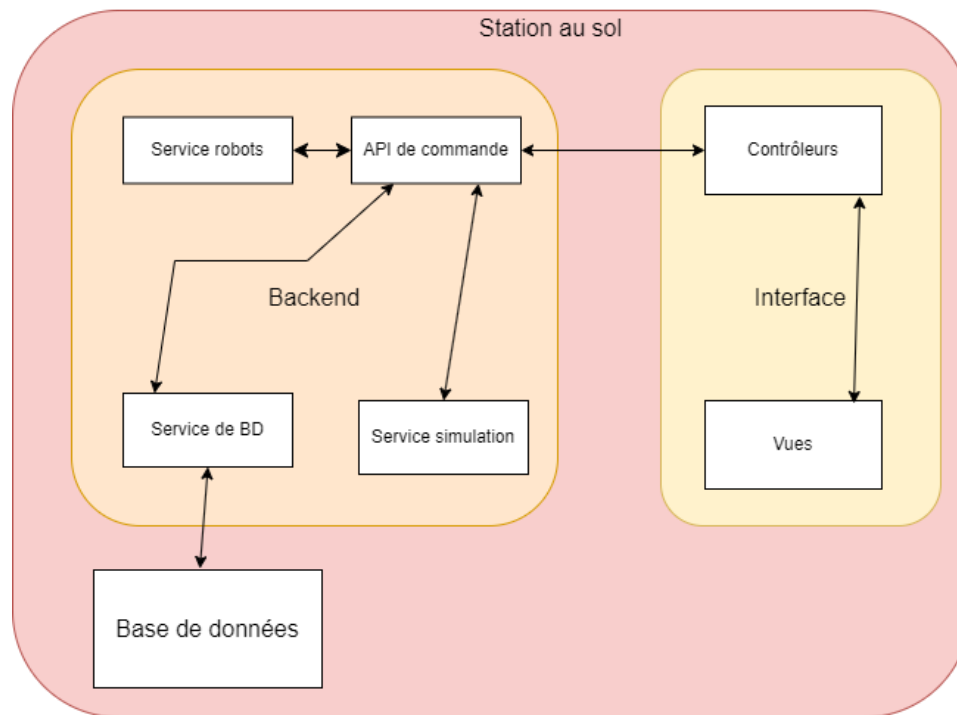 Station au sol
Service robots
API de commande
Contrôleurs
Backend
Interface
Service de BD
Service simulation
Vues
Base de données